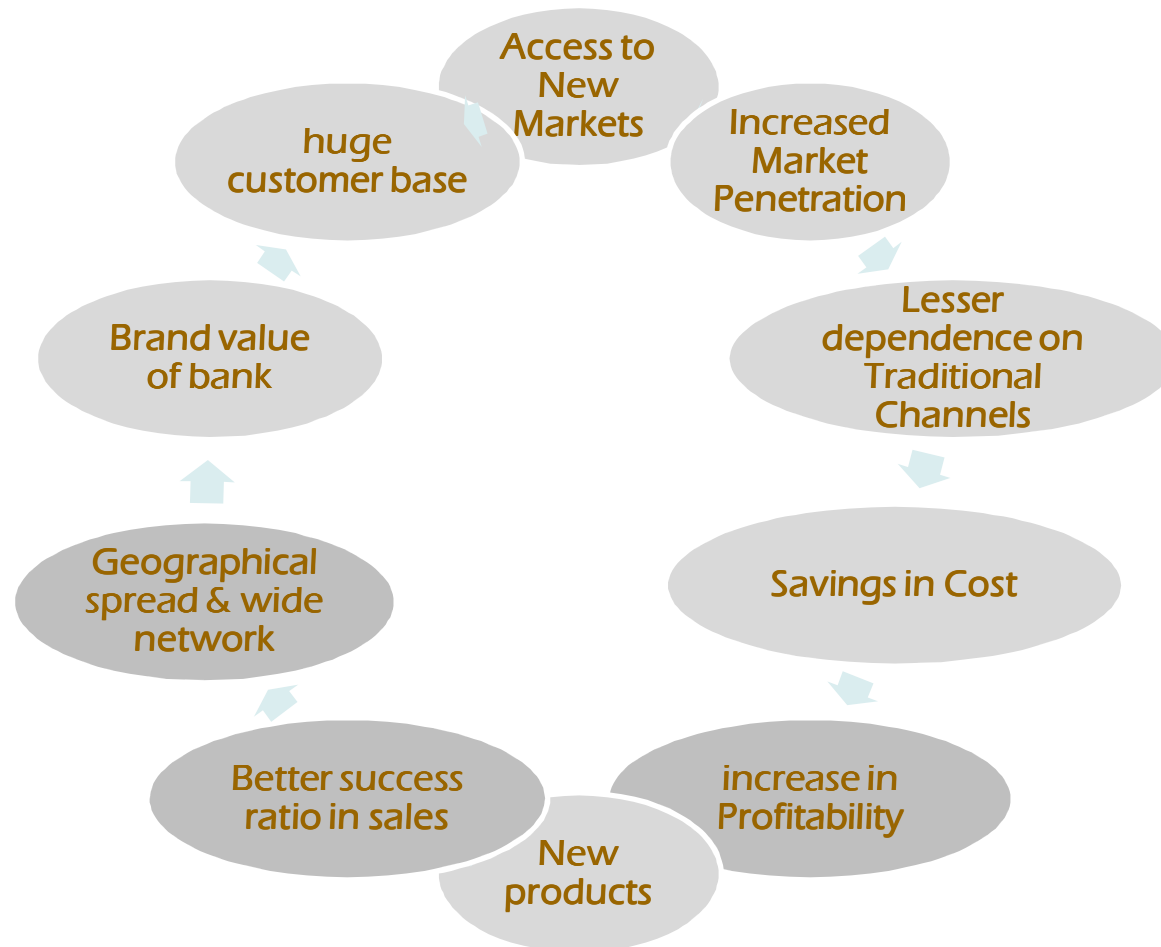 Access to
New
Markets
Increased
Market
Penetration
Lesser
dependence on
Traditional
Channels
Savings in Cost
increase in
Profitability
New
products
Better success
ratio in sales
Geographical
spread & wide
network
Brand value
of bank
huge
customer base